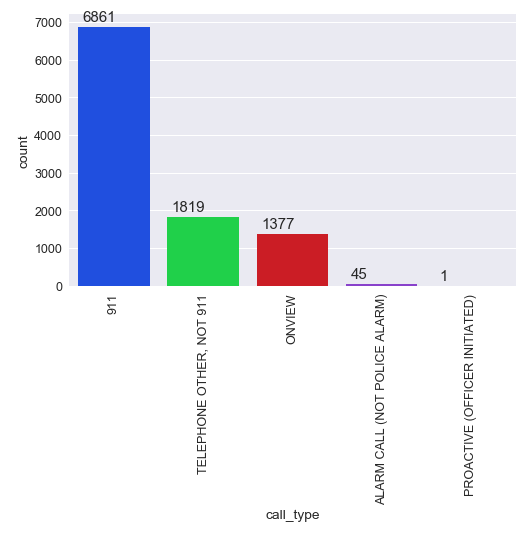 7000
6000
5000
4000
3000
2000
1000
0
count
6861
1819
1377
45
1
911
TELEPHONE OTHER, NOT 911
ONVIEW
ALARM CALL (NOT POLICE ALARM)
PROACTIVE (OFFICER INITIATED)
call_type